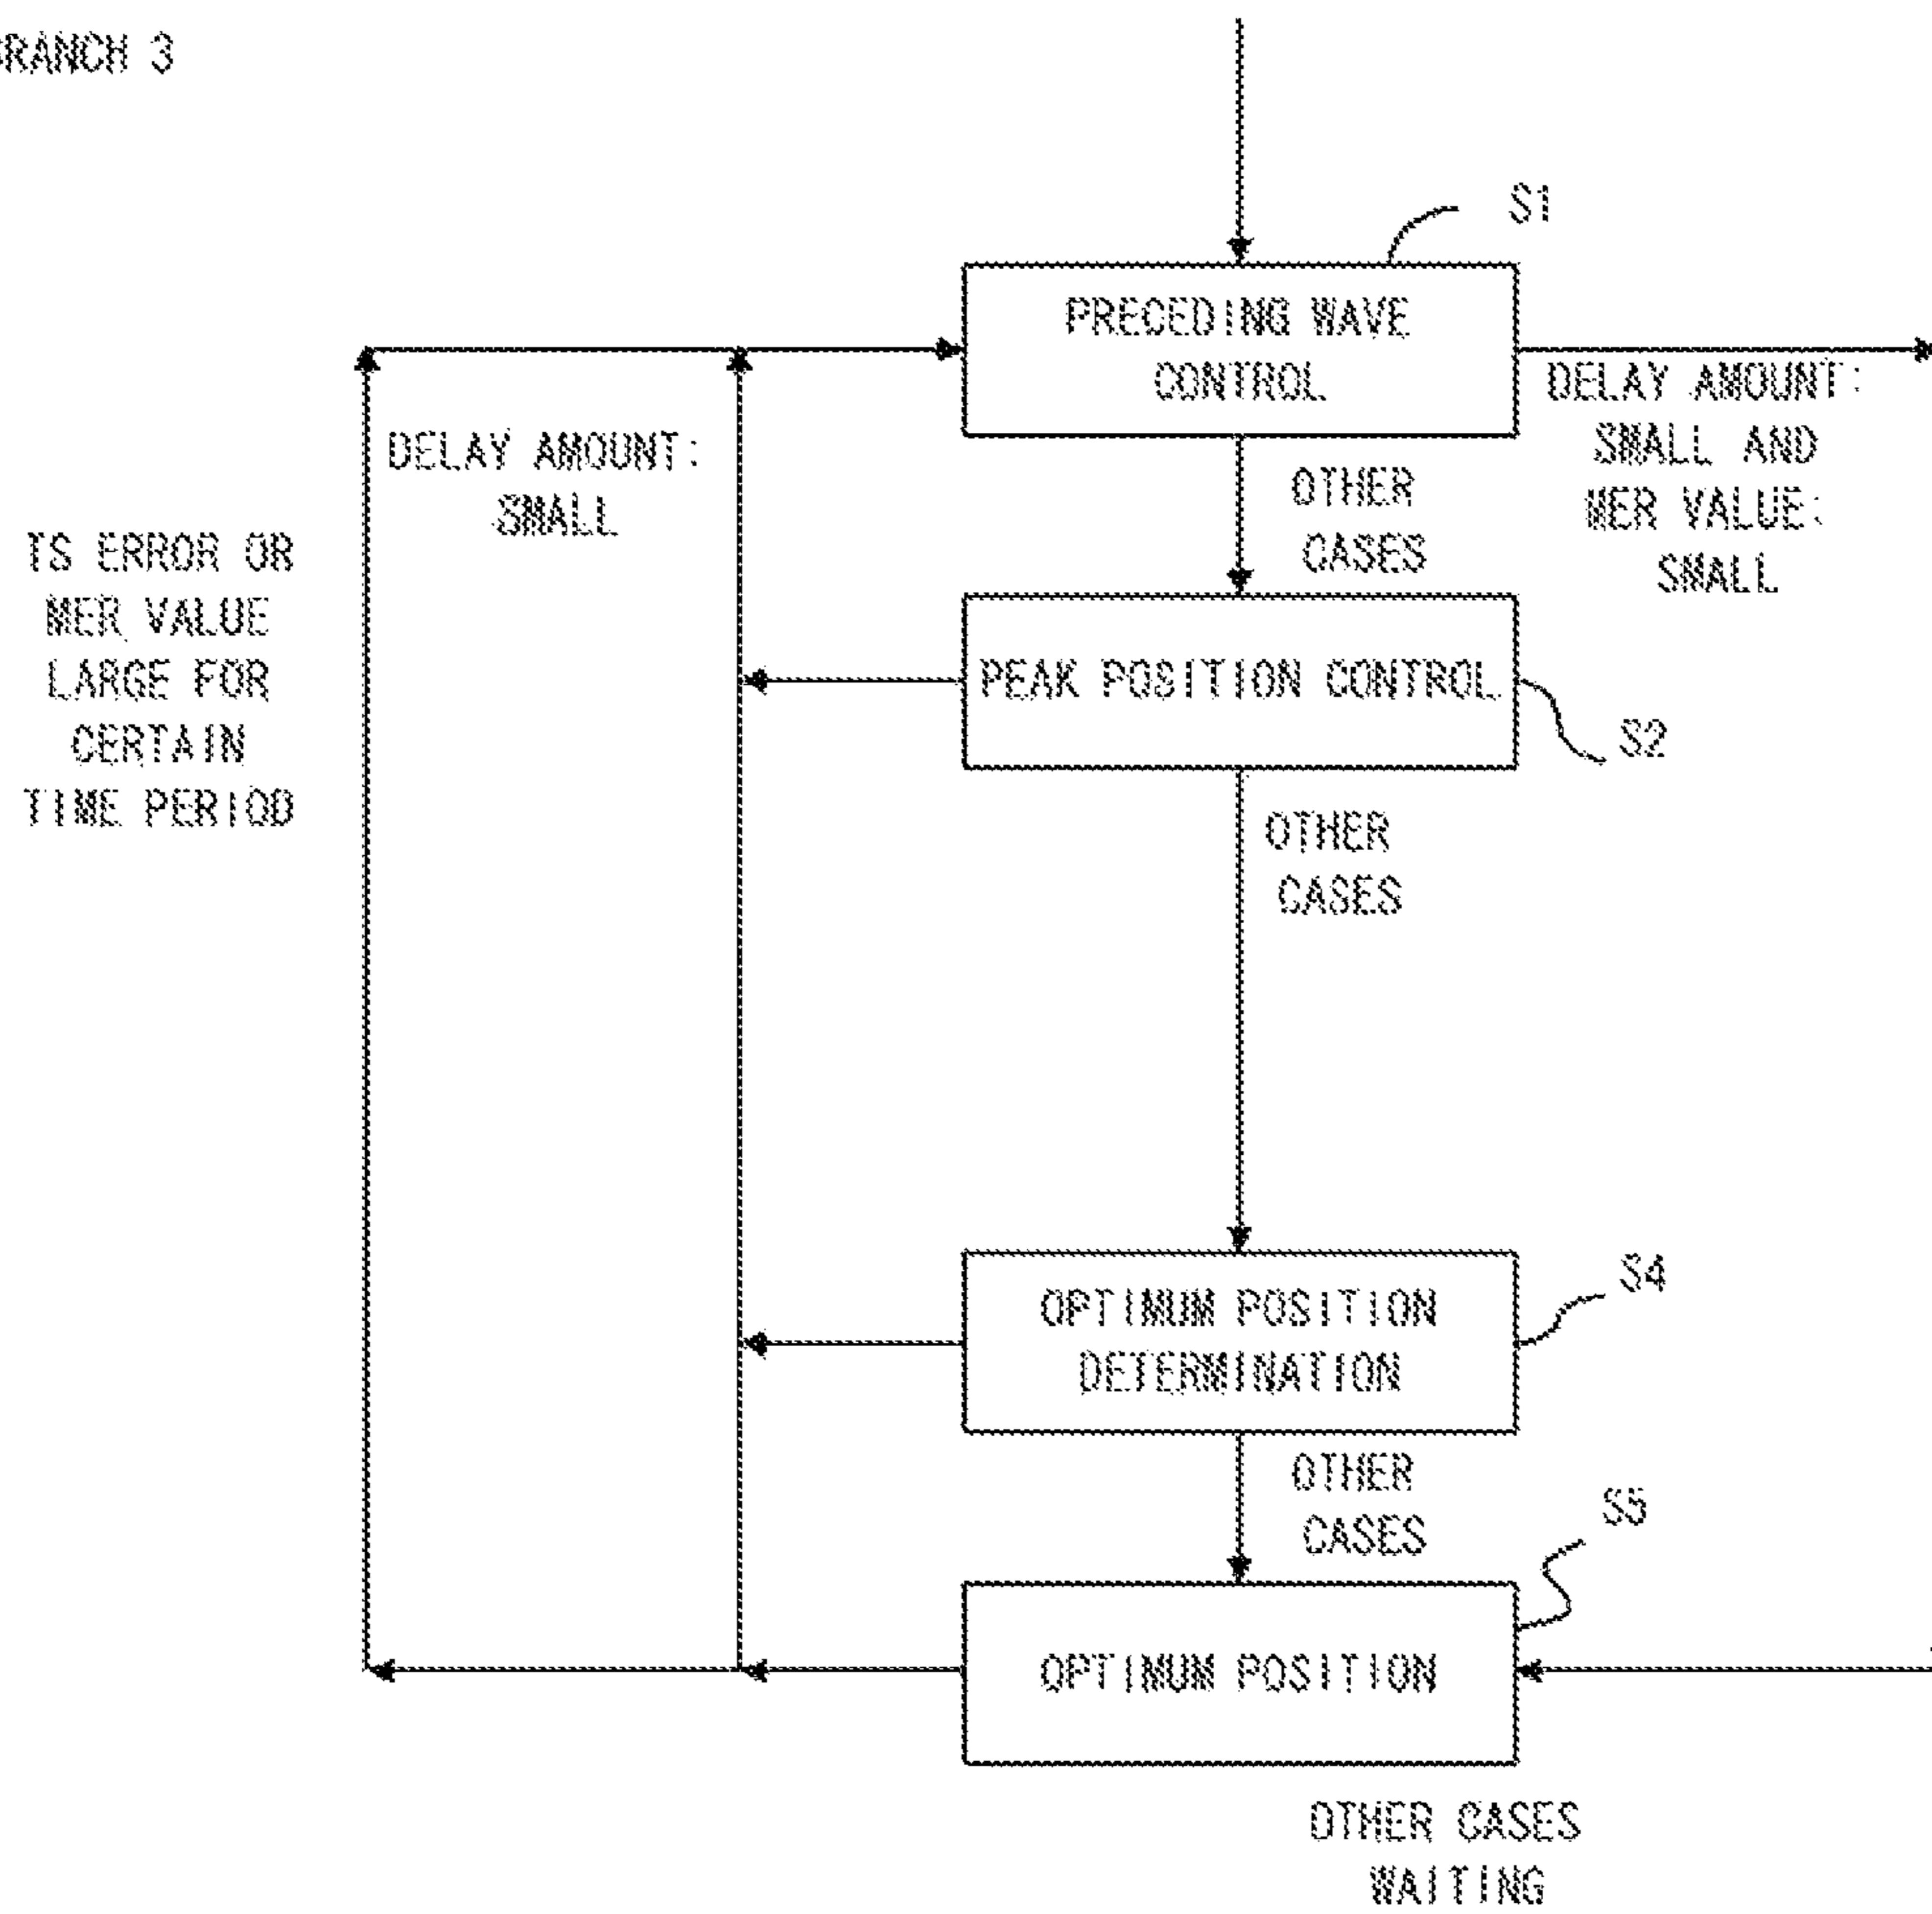 RANCH 3
S1
PRECEDING WAVE
CONTROL
DELAY AMOUNT:
SMALL AND
MER VALUE:
SMALL
DELAY AMOUNT:
SMALL
OTHER
CASES
TS ERROR OR
MER VALUE
LARGE FOR
CERTAIN
TIME PERIOD
PEAK POSITION CONTROL
S2
OTHER
CASES
OPTIMUM POSITION
DETERMINATION
S4
OTHER
CASES
S5
OPTIMUM POSITION
OTHER CASES
WAITING